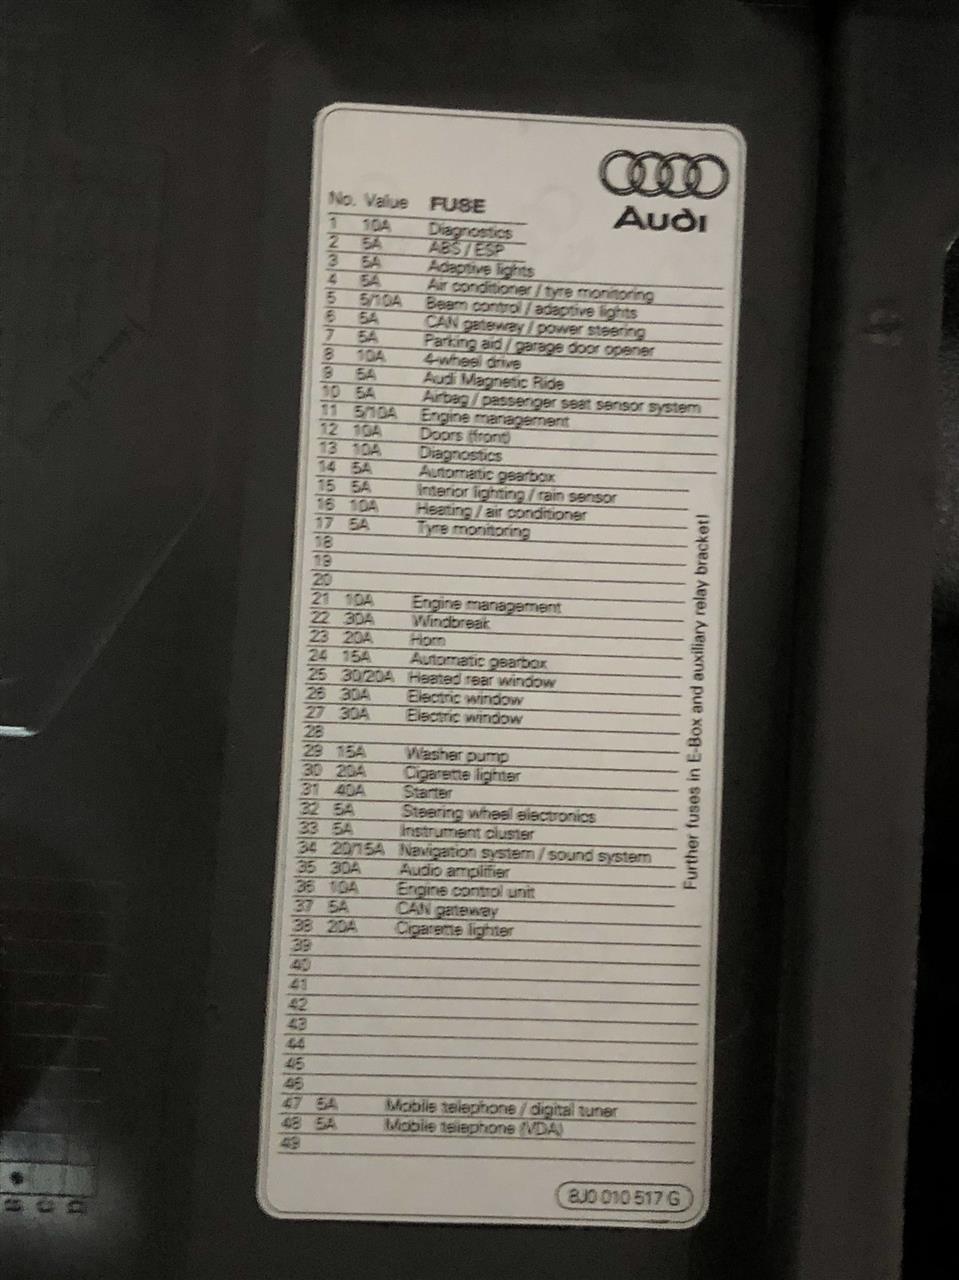 Audi
No. Value FUSE
1 10A Diagnostics
2 5A ABS / ESP
3 5A Adaptive lights
4 5A Air conditioner / tyre monitoring
5 5/10A Beam control / adaptive lights
6 5A CAN gateway / power steering
7 5A Parking aid / garage door opener
8 10A 4-wheel drive
9 5A Audi Magnetic Ride
10 5A Airbag / passenger seat sensor system
11 5/10A Engine management
12 10A Doors (front)
13 10A Diagnostics
14 5A Automatic gearbox
15 5A Interior lighting / rain sensor
16 10A Heating / air conditioner
17 5A Tyre monitoring
18
19
20
21 10A Engine management
22 30A Windbreak
23 20A Horn
24 15A Automatic gearbox
25 30/20A Heated rear window
26 30A Electric window
27 30A Electric window
28
29 15A Washer pump
30 20A Cigarette lighter
31 40A Starter
32 5A Steering wheel electronics
33 5A Instrument cluster
34 20/15A Navigation system / sound system
35 30A Audio amplifier
36 10A Engine control unit
37 5A CAN gateway
38 20A Cigarette lighter
39
40
41
42
43
44
45
46
47 5A Mobile telephone / digital tuner
48 5A Mobile telephone (VDA)
49
Further fuses in E-Box and auxiliary relay bracket!
8J0 010 517 G